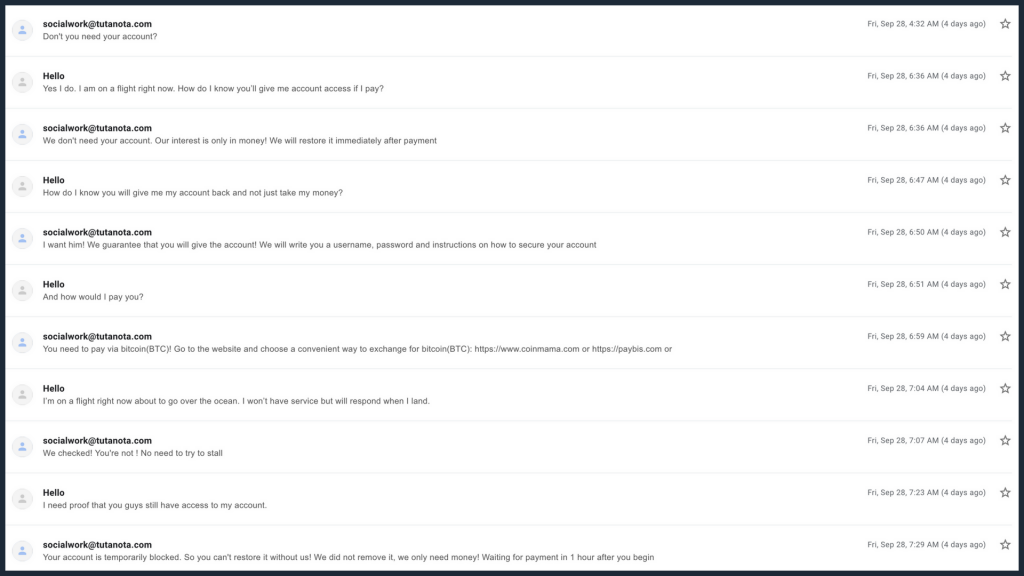 socialwork@tutanota.com
Fri, Sep 28, 4:32 AM (4 days ago)
Don't you need your account?
Hello
Fri, Sep 28, 6:36 AM (4 days ago)
Yes I do. I am on a flight right now. How do I know you'll give me account access if I pay?
socialwork@tutanota.com
Fri, Sep 28, 6:36 AM (4 days ago)
We don't need your account. Our interest is only in money! We will restore it immediately after payment
Hello
Fri, Sep 28, 6:47 AM (4 days ago)
How do I know you will give me my account back and not just take my money?
socialwork@tutanota.com
Fri, Sep 28, 6:50 AM (4 days ago)
I want him! We guarantee that you will give the account! We will write you a username, password and instructions on how to secure your account
Hello
Fri, Sep 28, 6:51 AM (4 days ago)
And how would I pay you?
socialwork@tutanota.com
Fri, Sep 28, 6:59 AM (4 days ago)
You need to pay via bitcoin(BTC)! Go to the website and choose a convenient way to exchange for bitcoin(BTC): https://www.coinmama.com or https://paybis.com or
Hello
Fri, Sep 28, 7:04 AM (4 days ago)
I'm on a flight right now about to go over the ocean. I won't have service but will respond when I land.
socialwork@tutanota.com
Fri, Sep 28, 7:07 AM (4 days ago)
We checked! You're not ! No need to try to stall
Hello
Fri, Sep 28, 7:23 AM (4 days ago)
I need proof that you guys still have access to my account.
socialwork@tutanota.com
Fri, Sep 28, 7:29 AM (4 days ago)
Your account is temporarily blocked. So you can't restore it without us! We did not remove it, we only need money! Waiting for payment in 1 hour after you begin